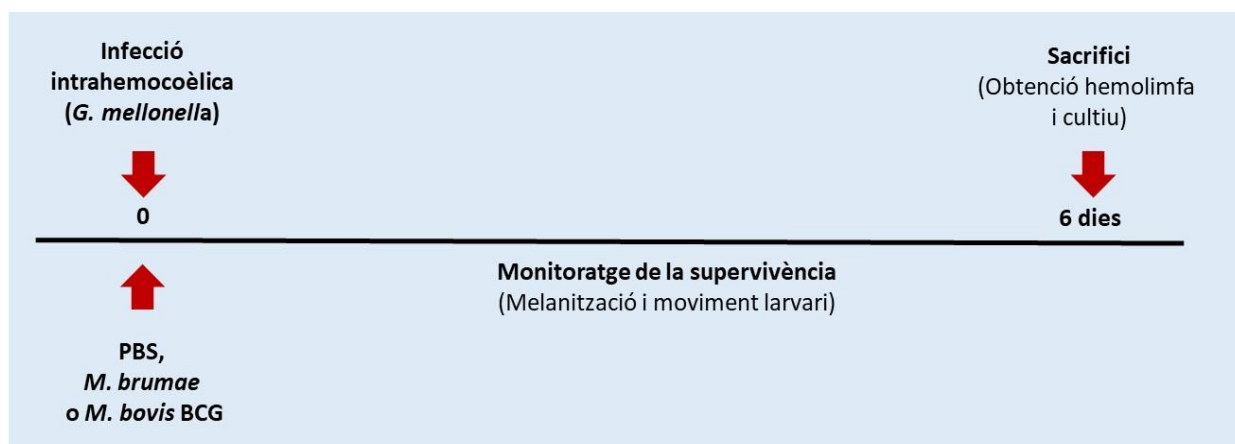 Infecció
intrahemocoèlica
(G. mellonella)
Sacrifici
(Obtenció hemolimfa
i cultiu)
0
6 dies
Monitoratge de la supervivència
(Melanització i moviment larvari)
PBS,
M. brumae
o M. bovis BCG